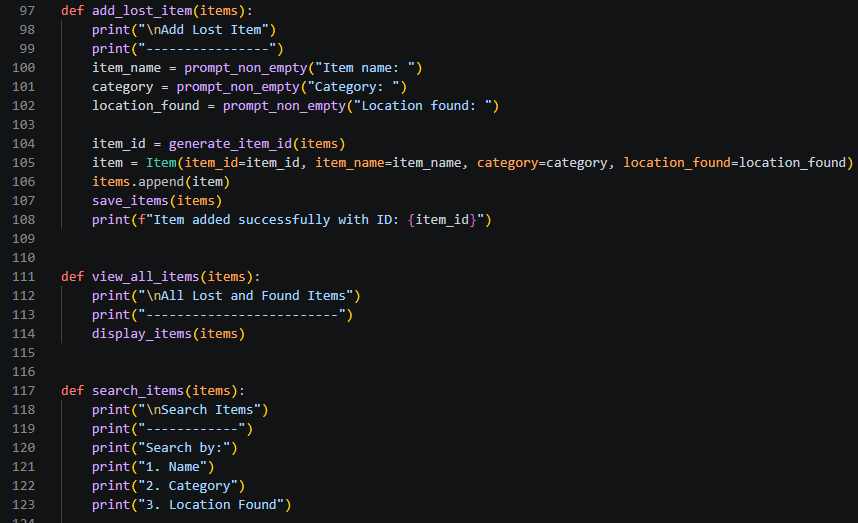 97 def add_lost_item(items):
98     print("\nAdd Lost Item")
99     print("----------------")
100     item_name = prompt_non_empty("Item name: ")
101     category = prompt_non_empty("Category: ")
102     location_found = prompt_non_empty("Location found: ")
103
104     item_id = generate_item_id(items)
105     item = Item(item_id=item_id, item_name=item_name, category=category, location_found=location_found)
106     items.append(item)
107     save_items(items)
108     print(f"Item added successfully with ID: {item_id}")
109
110
111 def view_all_items(items):
112     print("\nAll Lost and Found Items")
113     print("-------------------------")
114     display_items(items)
115
116
117 def search_items(items):
118     print("\nSearch Items")
119     print("------------")
120     print("Search by:")
121     print("1. Name")
122     print("2. Category")
123     print("3. Location Found")